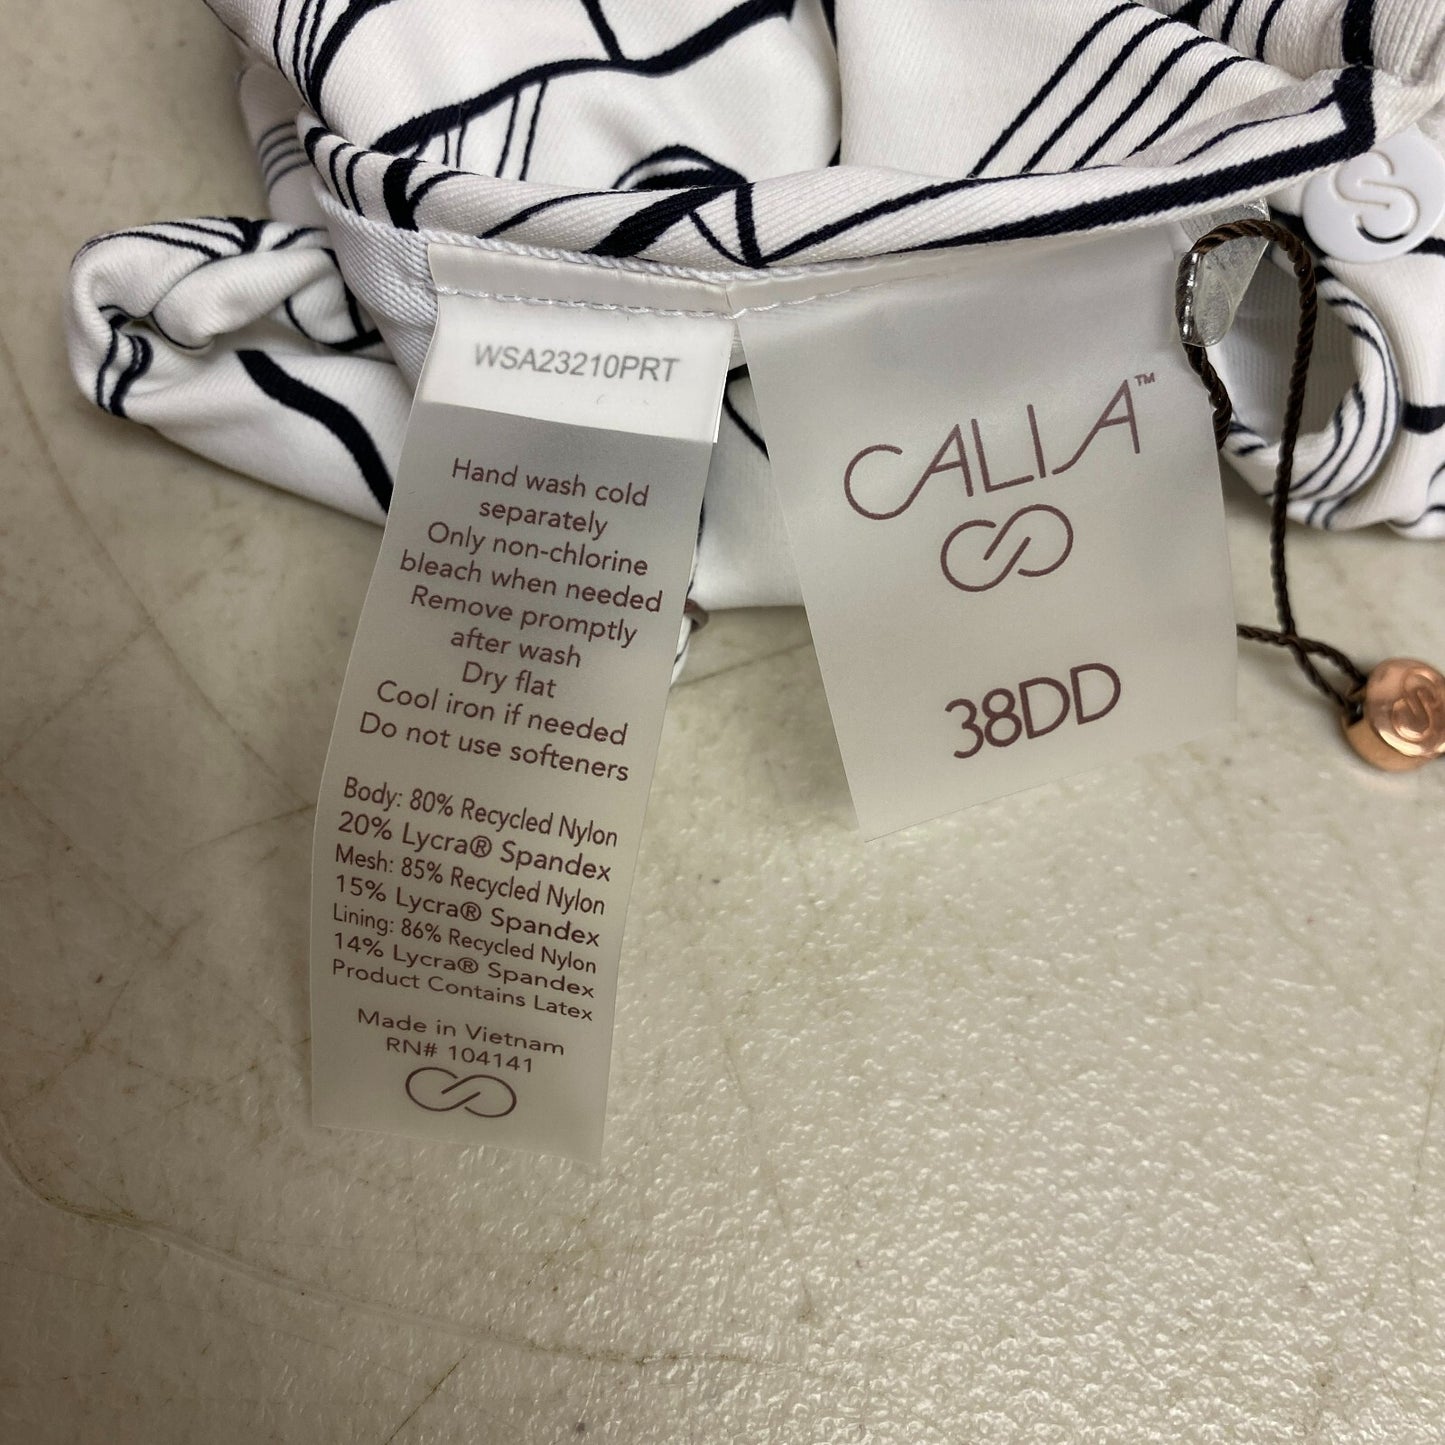 WSA23210PRT
Hand wash cold
separately
Only non-chlorine
bleach when needed
Remove promptly
after wash
Dry flat
Cool iron if needed
Do not use softeners
Body: 80% Recycled Nylon
20% Lycra® Spandex
Mesh: 85% Recycled Nylon
15% Lycra® Spandex
Lining: 86% Recycled Nylon
14% Lycra® Spandex
Product Contains Latex
Made in Vietnam
RN# 104141
CALIA™
38DD